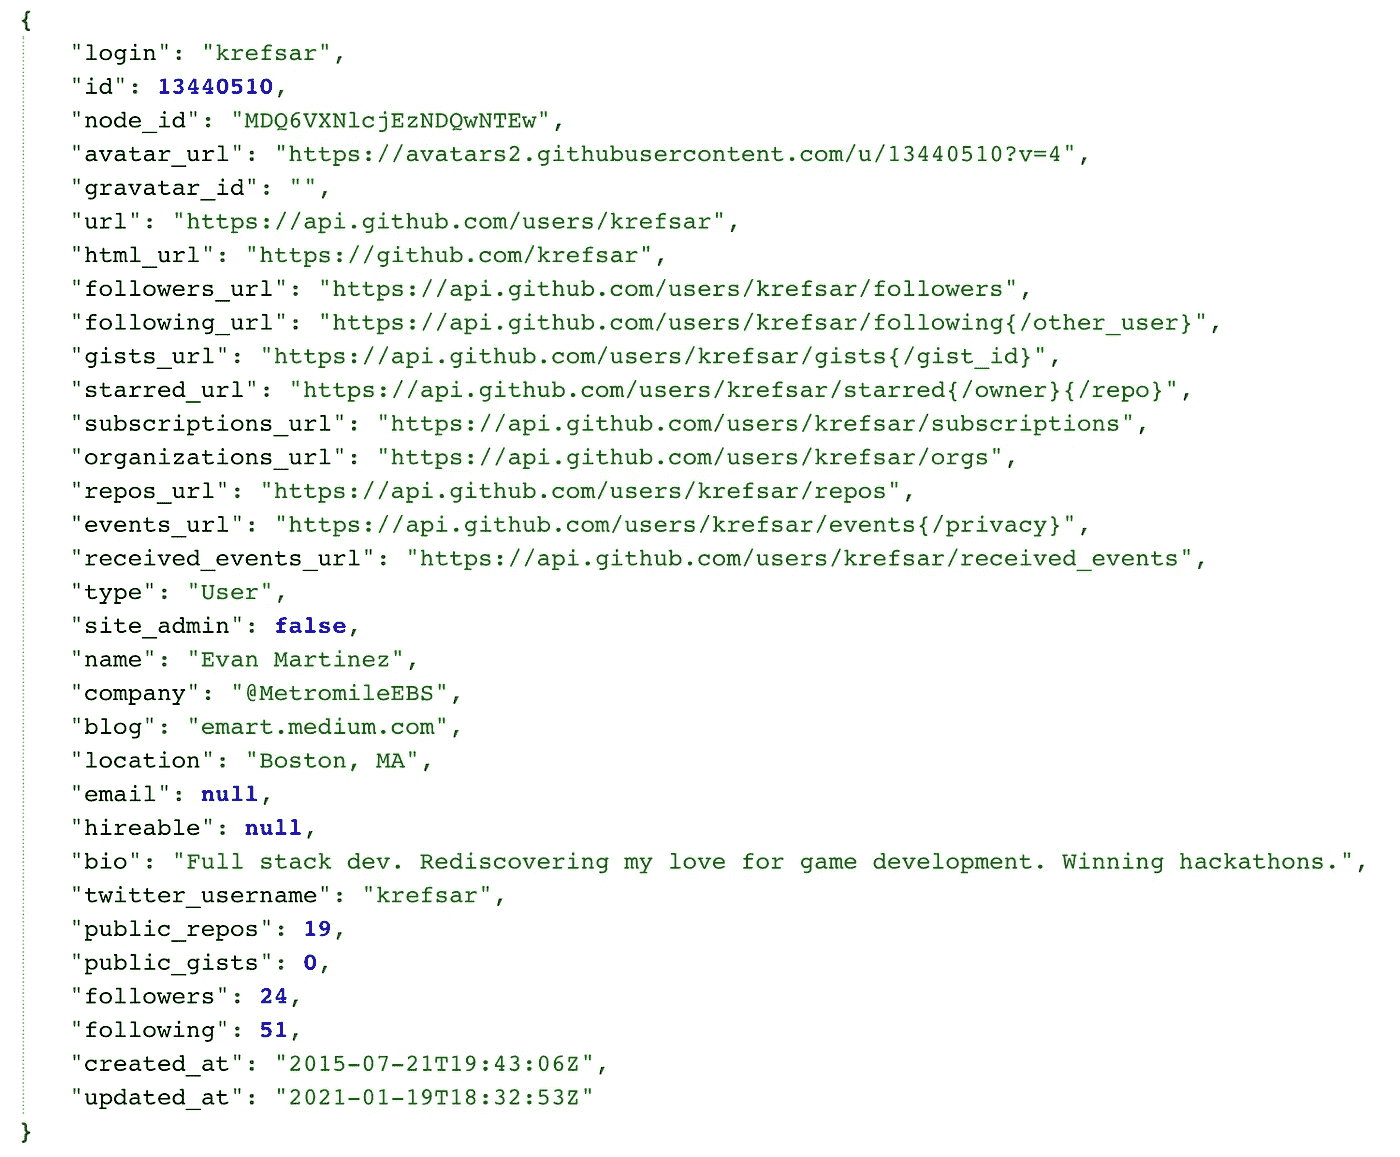 {
"login": "krefsar",
"id": 13440510,
"node_id": "MDQ6VXNlcjEzNDQwNTEw",
"avatar_url": "https://avatars2.githubusercontent.com/u/13440510?v=4",
"gravatar_id": "",
"url": "https://api.github.com/users/krefsar",
"html_url": "https://github.com/krefsar",
"followers_url": "https://api.github.com/users/krefsar/followers",
"following_url": "https://api.github.com/users/krefsar/following{/other_user}",
"gists_url": "https://api.github.com/users/krefsar/gists{/gist_id}",
"starred_url": "https://api.github.com/users/krefsar/starred{/owner}{/repo}",
"subscriptions_url": "https://api.github.com/users/krefsar/subscriptions",
"organizations_url": "https://api.github.com/users/krefsar/orgs",
"repos_url": "https://api.github.com/users/krefsar/repos",
"events_url": "https://api.github.com/users/krefsar/events{/privacy}",
"received_events_url": "https://api.github.com/users/krefsar/received_events",
"type": "User",
"site_admin": false,
"name": "Evan Martinez",
"company": "@MetromileEBS",
"blog": "emart.medium.com",
"location": "Boston, MA",
"email": null,
"hireable": null,
"bio": "Full stack dev. Rediscovering my love for game development. Winning hackathons.",
"twitter_username": "krefsar",
"public_repos": 19,
"public_gists": 0,
"followers": 24,
"following": 51,
"created_at": "2015-07-21T19:43:06Z",
"updated_at": "2021-01-19T18:32:53Z"
}